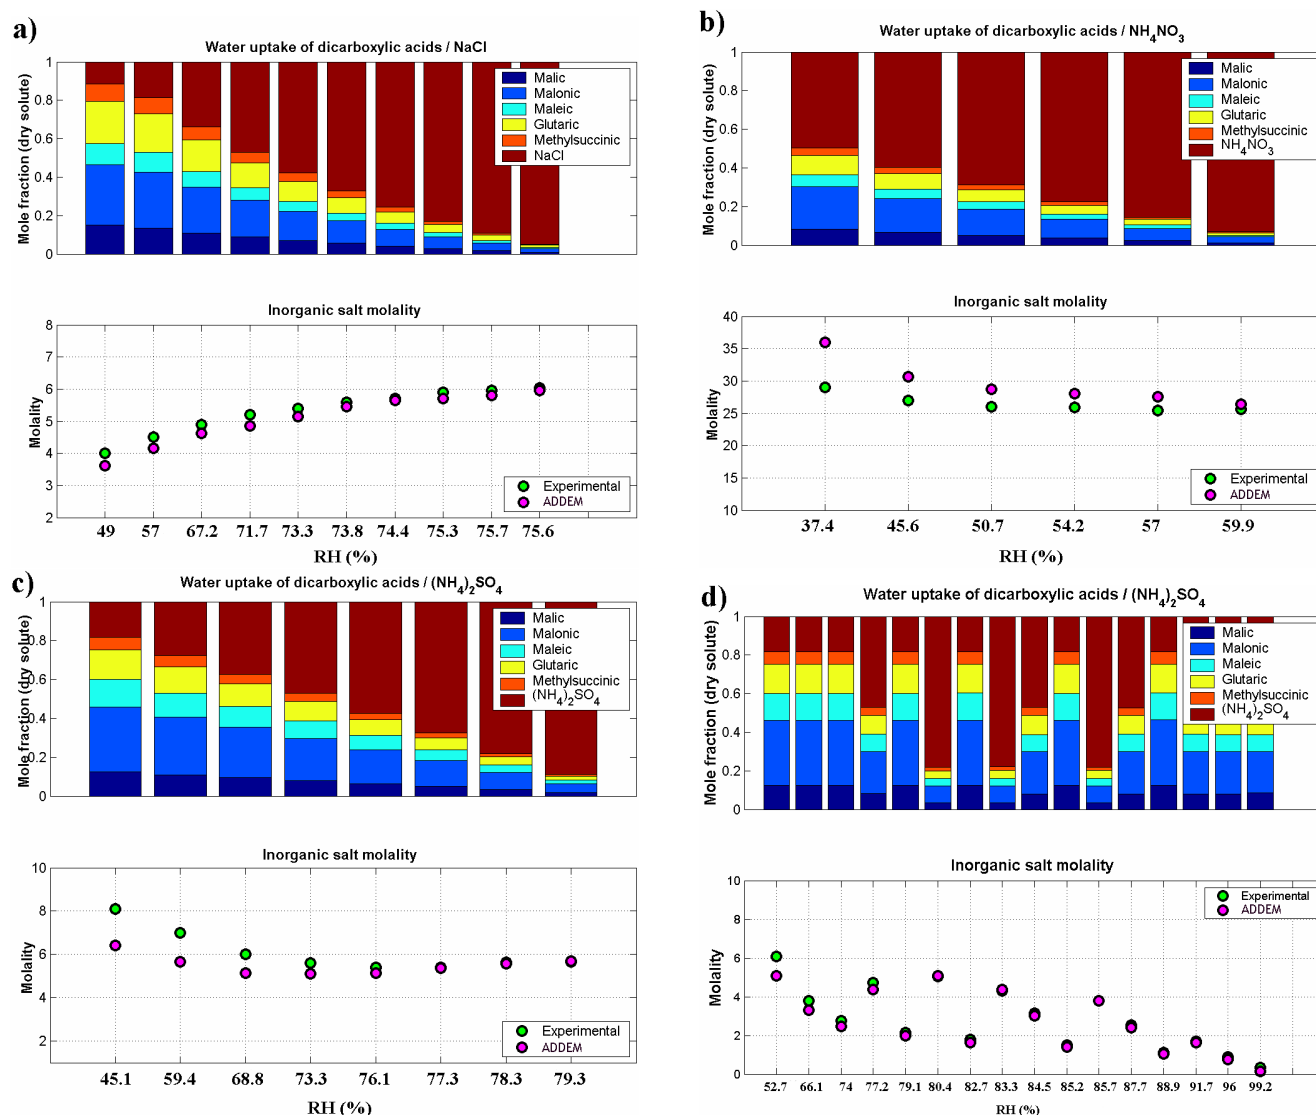 a)
Water uptake of dicarboxylic acids / NaCl
Mole fraction (dry solute)
1
0.8
0.6
0.4
0.2
0
Malic
Malonic
Maleic
Glutaric
Methylsuccinic
NaCl
Inorganic salt molality
Molality
8
7
6
5
4
3
2
Experimental
ADDEM
49 57 67.2 71.7 73.3 73.8 74.4 75.3 75.7 75.6
RH (%)
b)
Water uptake of dicarboxylic acids / NH4NO3
Mole fraction (dry solute)
1
0.8
0.6
0.4
0.2
0
Malic
Malonic
Maleic
Glutaric
Methylsuccinic
NH4NO3
Inorganic salt molality
Molality
40
35
30
25
20
15
10
Experimental
ADDEM
37.4 45.6 50.7 54.2 57 59.9
RH (%)
c)
Water uptake of dicarboxylic acids / (NH4)2SO4
Mole fraction (dry solute)
1
0.8
0.6
0.4
0.2
0
Malic
Malonic
Maleic
Glutaric
Methylsuccinic
(NH4)2SO4
Inorganic salt molality
Molality
10
8
6
4
2
Experimental
ADDEM
45.1 59.4 68.8 73.3 76.1 77.3 78.3 79.3
RH (%)
d)
Water uptake of dicarboxylic acids / (NH4)2SO4
Mole fraction (dry solute)
1
0.8
0.6
0.4
0.2
0
Malic
Malonic
Maleic
Glutaric
Methylsuccinic
(NH4)2SO4
Inorganic salt molality
Molality
10
8
6
4
2
0
Experimental
ADDEM
52.7 66.1 74 77.2 79.1 80.4 82.7 83.3 84.5 85.2 85.7 87.7 88.9 91.7 96 99.2
RH (%)